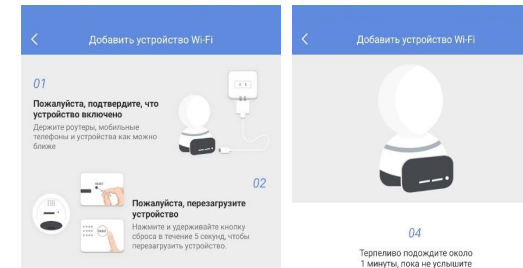 Добавить устройство Wi-Fi
01
Пожалуйста, подтвердите, что
устройство включено
Держите роутеры, мобильные
телефоны и устройства как можно
ближе
02
Пожалуйста, перезагрузите
устройство
Нажмите и удерживайте кнопку
сброса в течение 5 секунд, чтобы
перезагрузить устройство.
Добавить устройство Wi-Fi
04
Терпеливо подождите около
1 минуты, пока не услышите